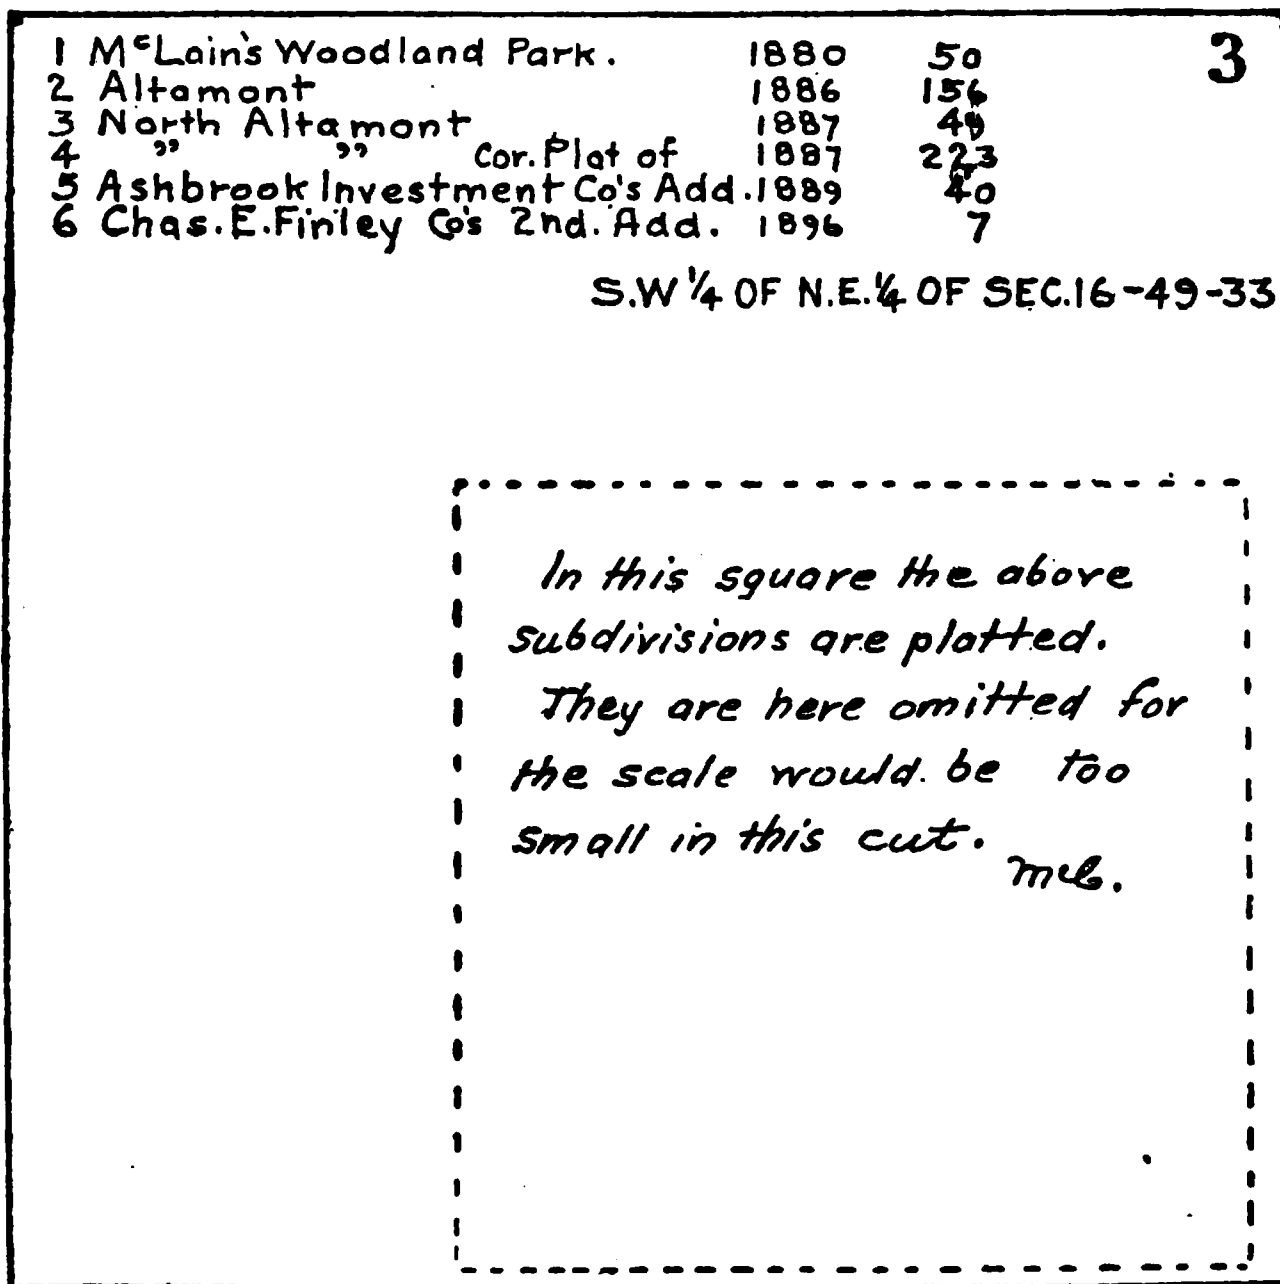 1 McLain's Woodland Park. 1880 50 3
2 Altamont 1886 156
3 North Altamont 1887
4 " " Cor. Plat of 1887 223
5 Ashbrook Investment Co's Add. 1889 40
6 Chas. E. Finley Co's 2nd. Add. 1896 7
S.W 1/4 OF N.E. 1/4 OF SEC. 16-49-33
In this square the above
subdivisions are platted.
They are here omitted for
the scale would. be too
small in this cut.